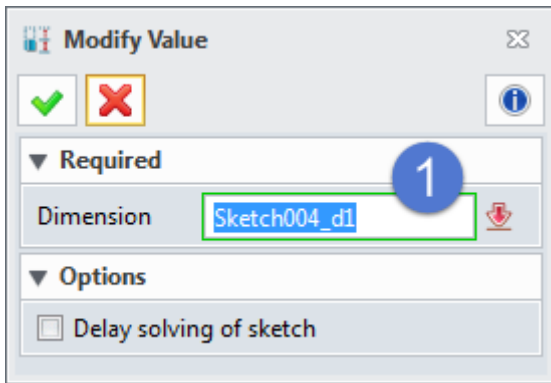 Modify Value
Required
1
Dimension Sketch004_d1
Options
Delay solving of sketch